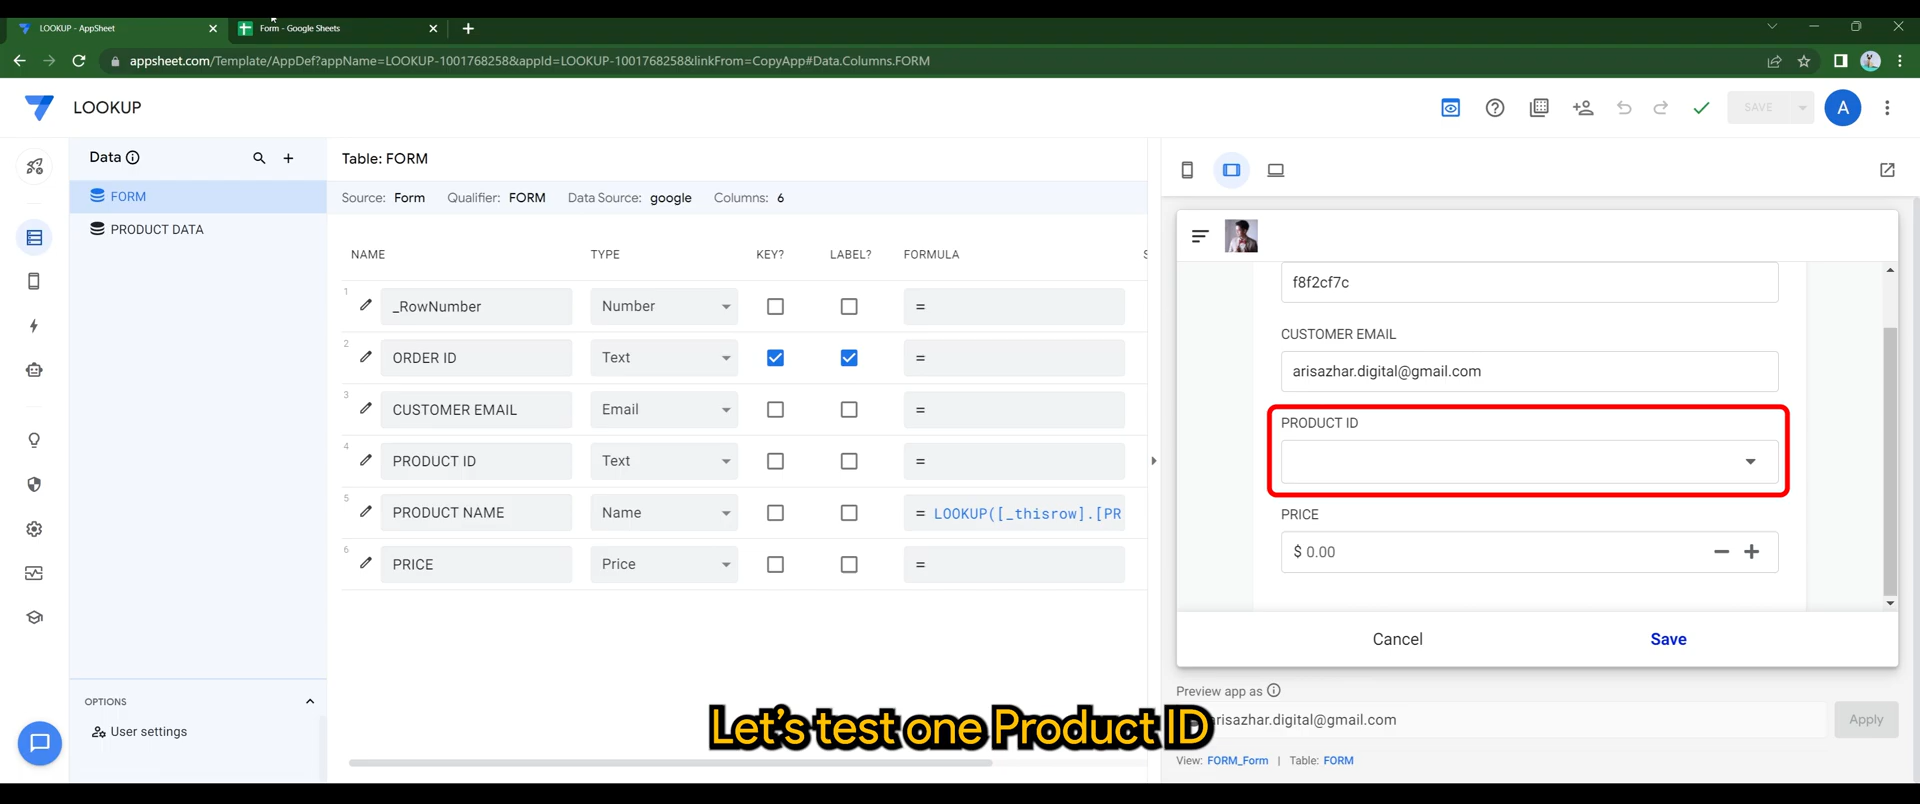 LOOKUP - AppSheet
Form - Google Sheets
appsheet.com/Template/AppDef?appName=LOOKUP-1001768258&appId=LOOKUP-1001768258&linkFrom=CopyApp#Data.Columns.FORM
LOOKUP
SAVE
A
Data
FORM
PRODUCT DATA
OPTIONS
User settings
Table: FORM
Source: Form Qualifier: FORM Data Source: google Columns: 6
NAME TYPE KEY? LABEL? FORMULA
1 _RowNumber Number =
2 ORDER ID Text =
3 CUSTOMER EMAIL Email =
4 PRODUCT ID Text =
5 PRODUCT NAME Name = LOOKUP([_thisrow].[PR
6 PRICE Price =
f8f2cf7c
CUSTOMER EMAIL
arisazhar.digital@gmail.com
PRODUCT ID
PRICE
$ 0.00
Cancel Save
Preview app as
arisazhar.digital@gmail.com
Apply
View: FORM_Form | Table: FORM
Let's test one Product ID